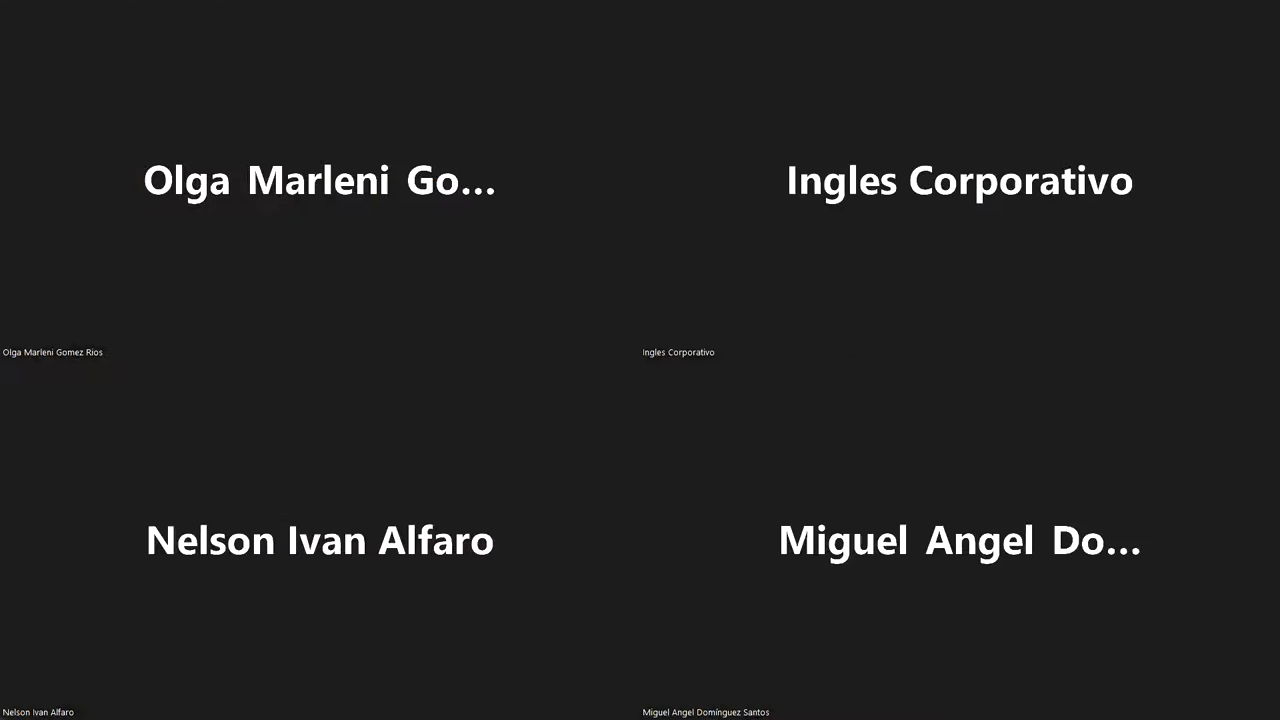 Olga Marleni Go...
Ingles Corporativo
Olga Marleni Gomez Rios
Ingles Corporativo
Nelson Ivan Alfaro
Miguel Angel Do...
Nelson Ivan Alfaro
Miguel Angel Domínguez Santos